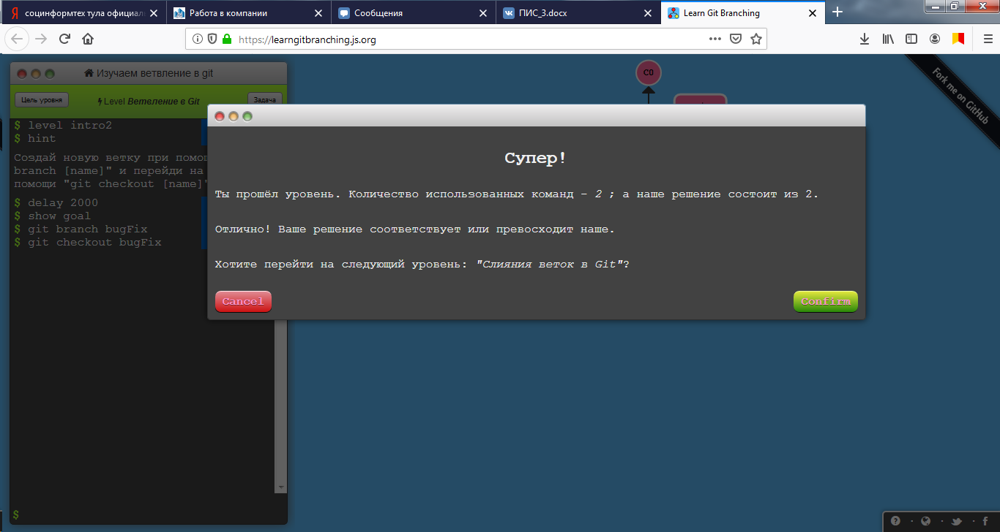 социнформтех тула официал
Работа в компании
Сообщения
ПИС_3.docx
Learn Git Branching
https://learngitbranching.js.org
Изучаем ветвление в git
Цель уровня
Level Ветвление в Git
Задача
$ level intro2
$ hint
Создай новую ветку при помощ
branch [name]" и перейди на
помощи "git checkout [name]"
$ delay 2000
$ show goal
$ git branch bugFix
$ git checkout bugFix
$
C0
Fork me on GitHub
Супер!
Ты прошёл уровень. Количество использованных команд – 2 ; а наше решение состоит из 2.
Отлично! Ваше решение соответствует или превосходит наше.
Хотите перейти на следующий уровень: "Слияния веток в Git"?
Cancel
Confirm